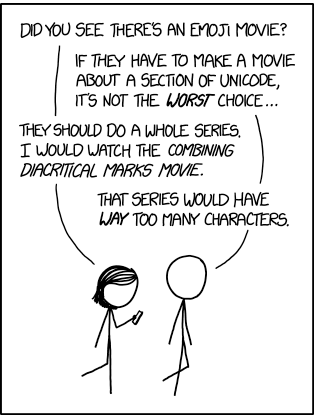 DID YOU SEE THERE'S AN EMOJI MOVIE?
IF THEY HAVE TO MAKE A MOVIE
ABOUT A SECTION OF UNICODE,
IT'S NOT THE WORST CHOICE...
THEY SHOULD DO A WHOLE SERIES.
I WOULD WATCH THE COMBINING
DIACRITICAL MARKS MOVIE.
THAT SERIES WOULD HAVE
WAY TOO MANY CHARACTERS.